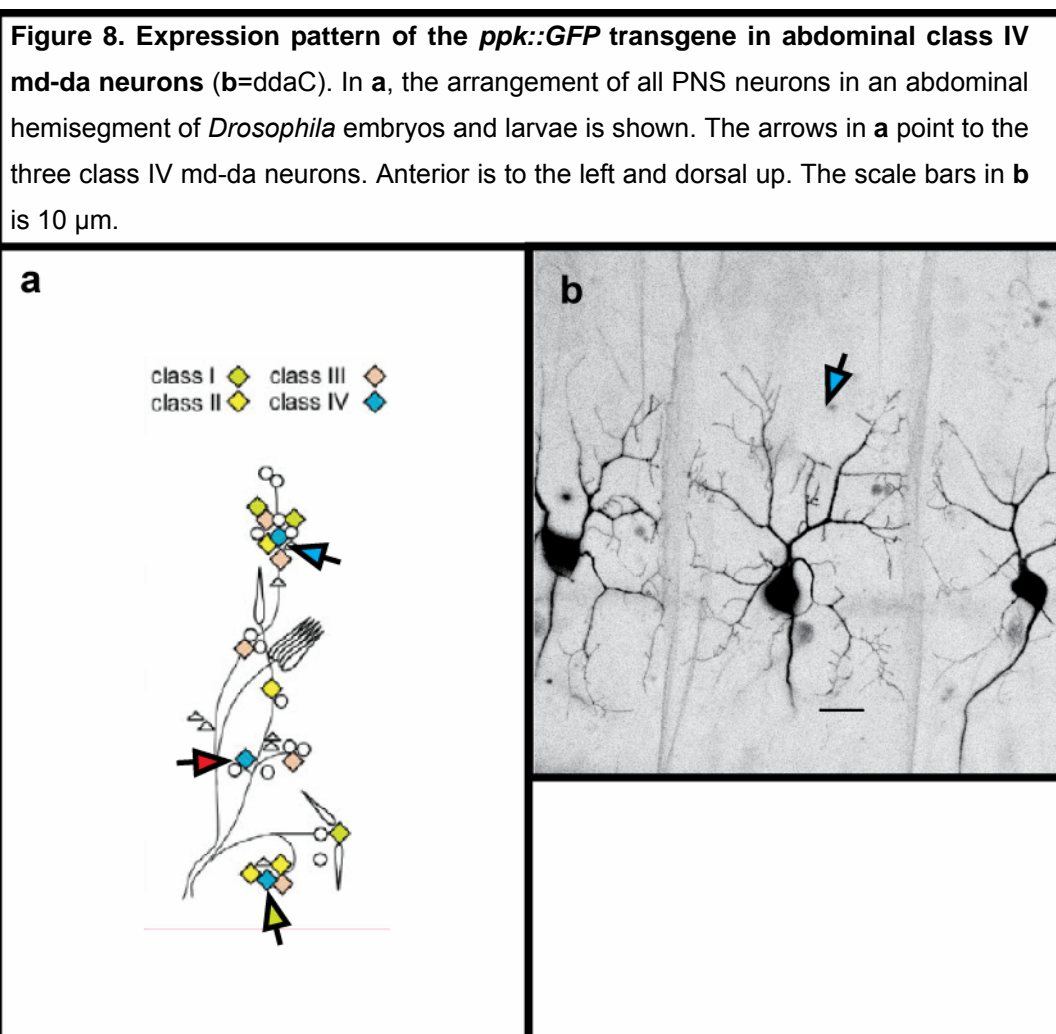 Figure 8. Expression pattern of the ppk::GFP transgene in abdominal class IV
md-da neurons (b=ddaC). In a, the arrangement of all PNS neurons in an abdominal
hemisegment of Drosophila embryos and larvae is shown. The arrows in a point to the
three class IV md-da neurons. Anterior is to the left and dorsal up. The scale bars in b
is 10 µm.
a
class I class III
class II class IV
b